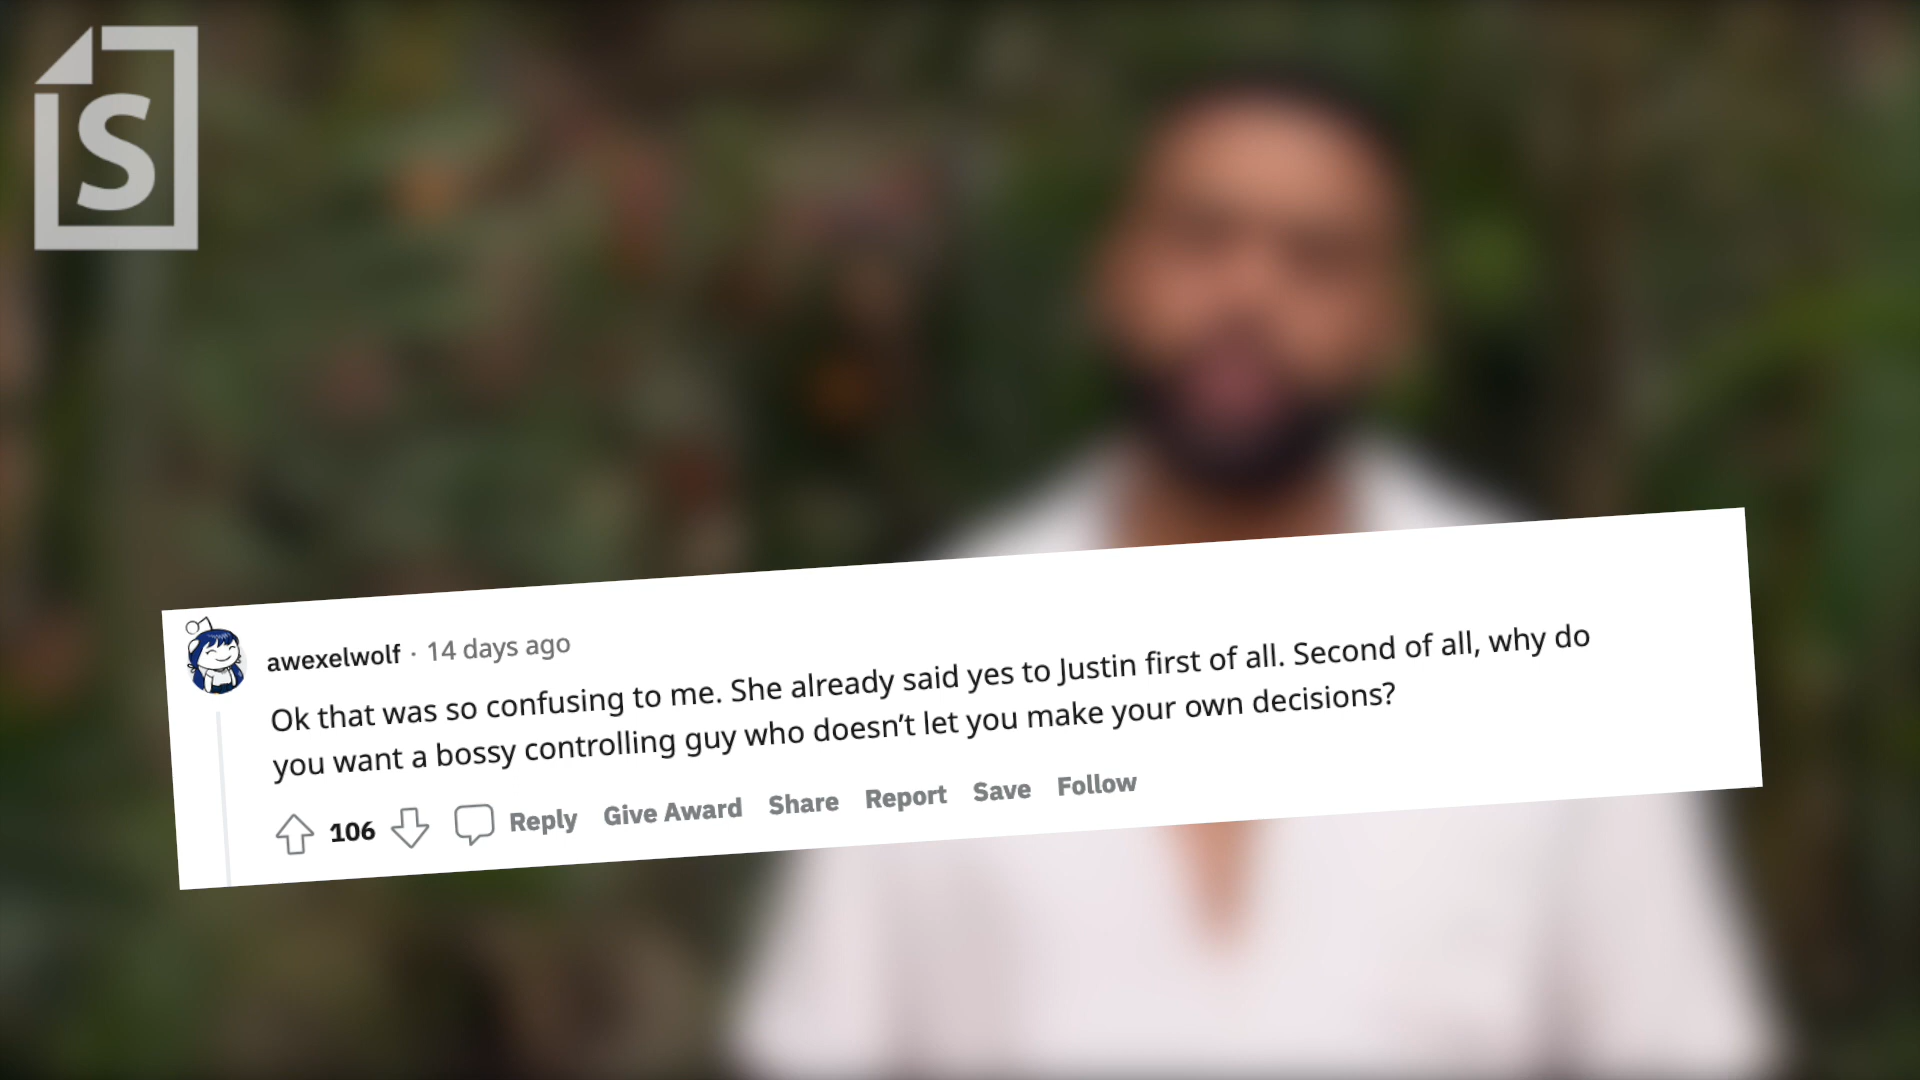 S
awexelwolf · 14 days ago
Ok that was so confusing to me. She already said yes to Justin first of all. Second of all, why do
you want a bossy controlling guy who doesn’t let you make your own decisions?
106 Reply Give Award Share Report Save Follow